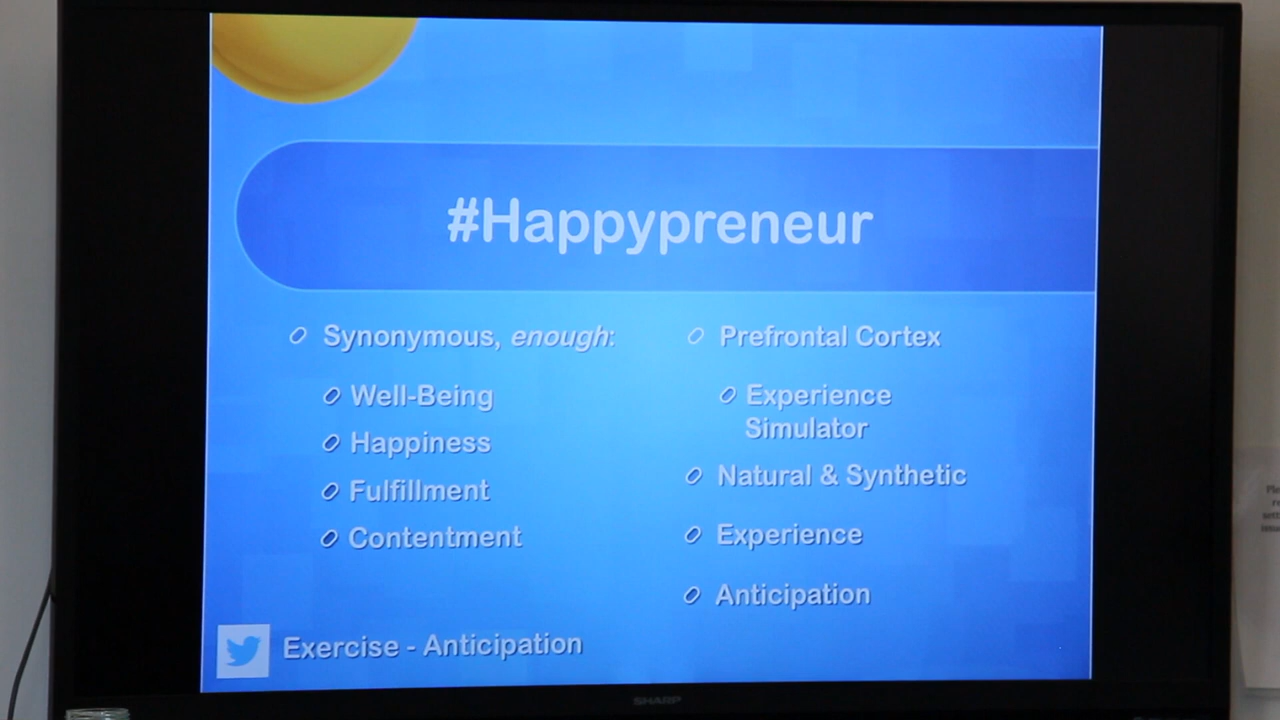 #Happypreneur
Synonymous, enough:
Well-Being
Happiness
Fulfillment
Contentment
Prefrontal Cortex
Experience
Simulator
Natural & Synthetic
Experience
Anticipation
Exercise - Anticipation
SHARP